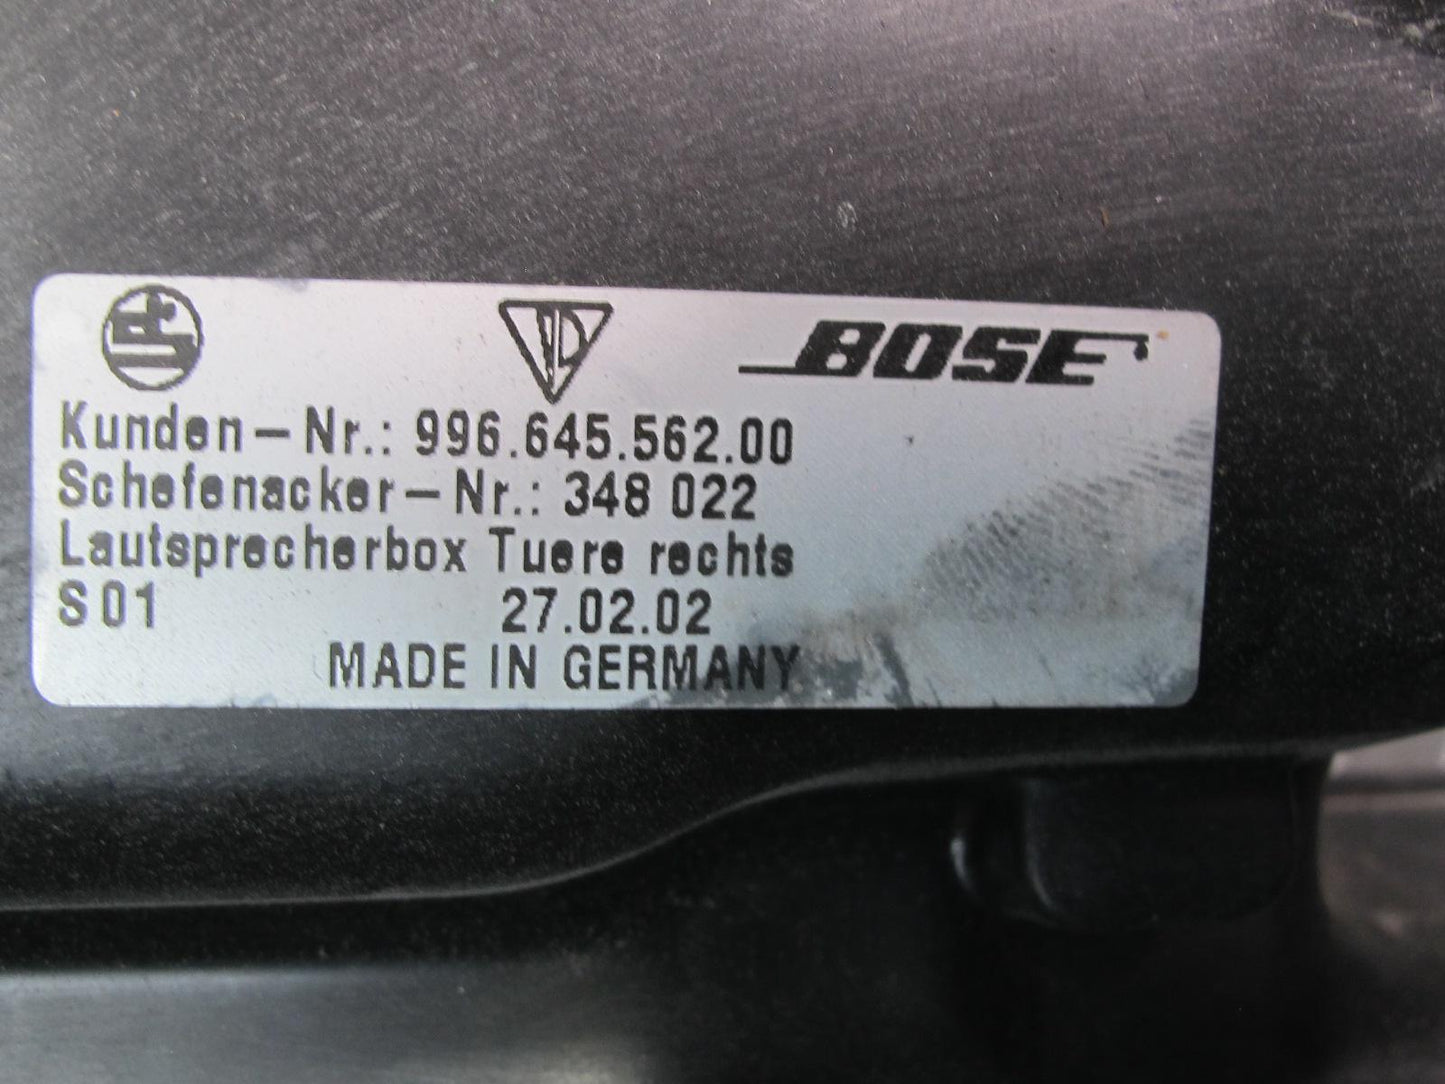 BOSE
Kunden-Nr.: 996.645.562.00
Schefenacker-Nr.: 348 022
Lautsprecherbox Tuere rechts
S01 27.02.02
MADE IN GERMANY